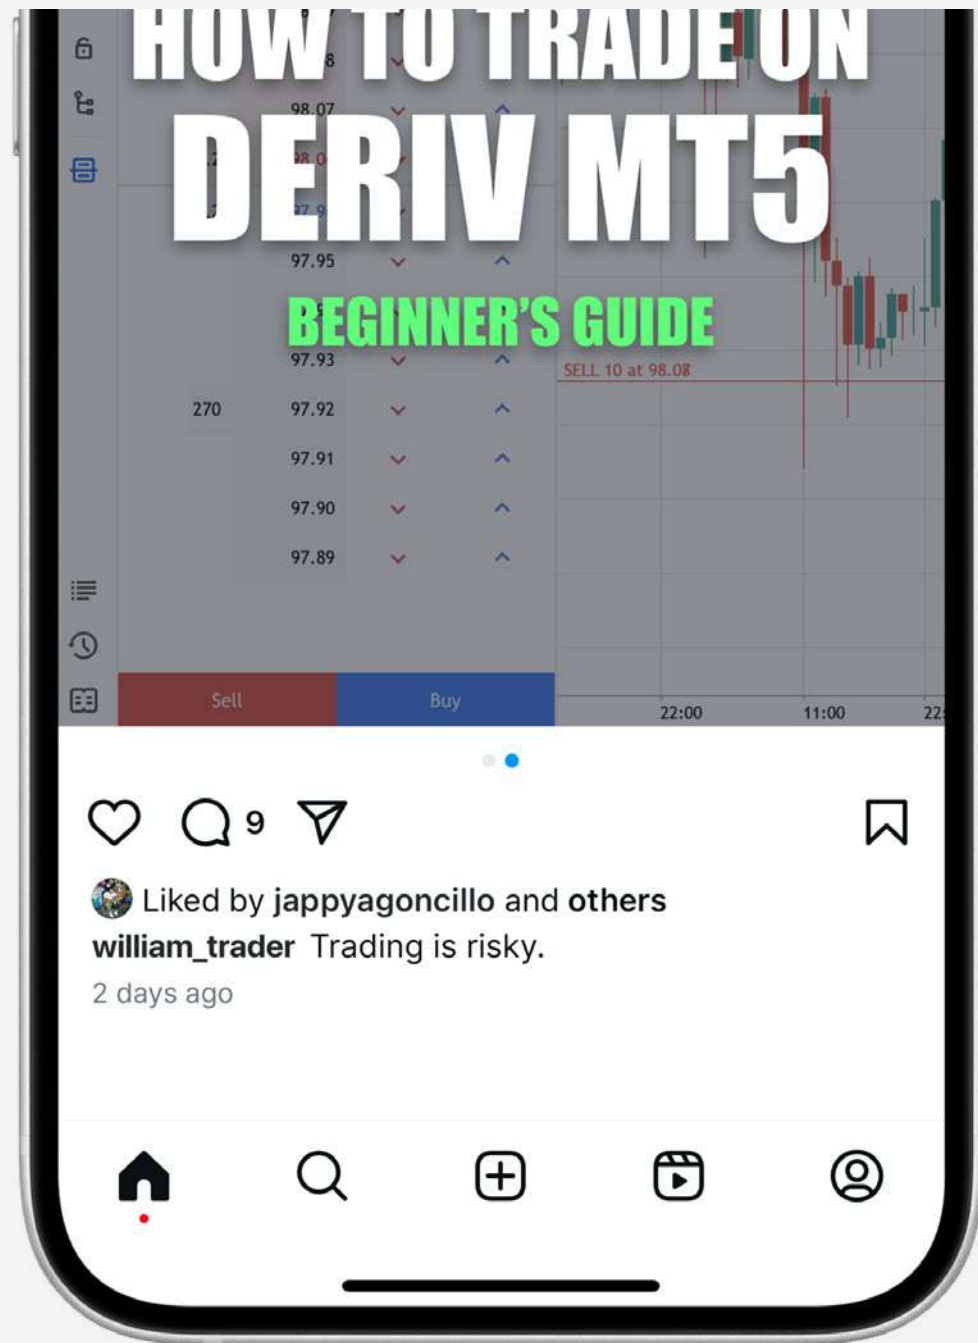 HOW TO TRADE ON
DERIV MT5
BEGINNER'S GUIDE
98.07
97.95
97.93
SELL 10 at 98.08
270 97.92
97.91
97.90
97.89
Sell Buy
22:00 11:00
9
Liked by jappyagoncillo and others
william_trader Trading is risky.
2 days ago